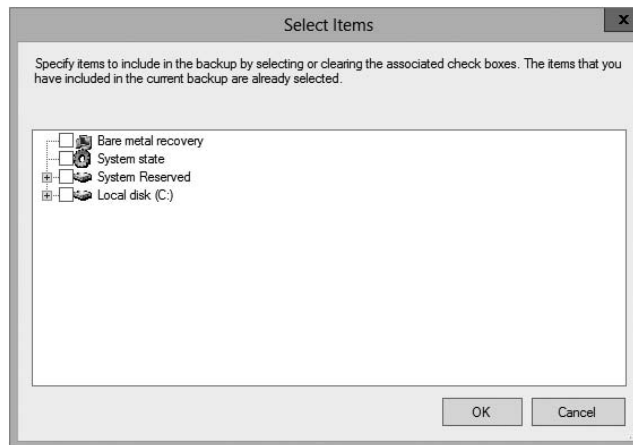 Select Items
x
Specify items to include in the backup by selecting or clearing the associated check boxes. The items that you
have included in the current backup are already selected.
Bare metal recovery
System state
System Reserved
Local disk (C:)
OK
Cancel